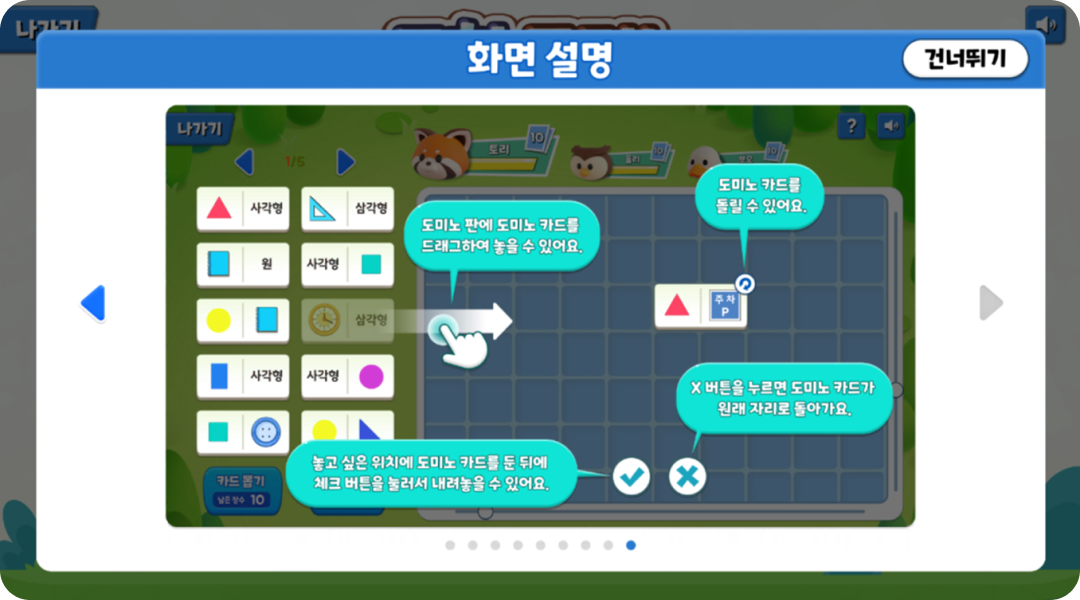 나가기
화면 설명
건너뛰기
나가기
?
1/5
토리
10
올리
10
10
사각형
삼각형
원
사각형
삼각형
사각형
사각형
도미노 판에 도미노 카드를
드래그하여 놓을 수 있어요.
도미노 카드를
돌릴 수 있어요.
주차
P
X 버튼을 누르면 도미노 카드가
원래 자리로 돌아가요.
놓고 싶은 위치에 도미노 카드를 둔 뒤에
체크 버튼을 눌러서 내려놓을 수 있어요.
카드 뽑기
남은 장수 10